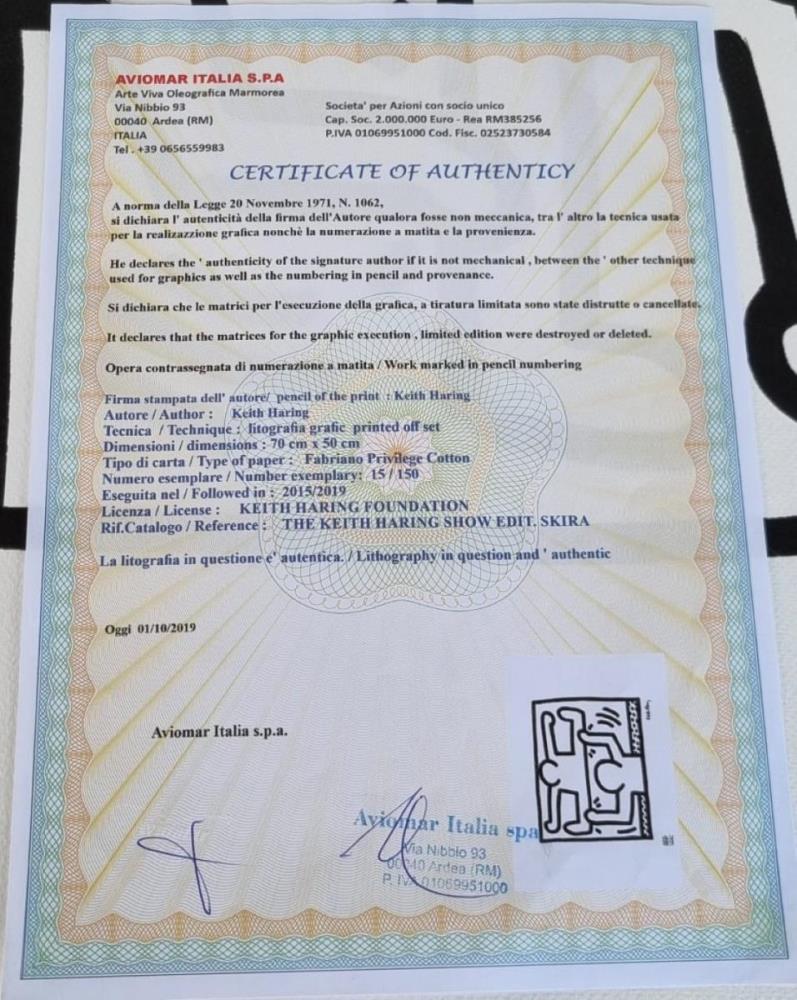 AVIOMAR ITALIA S.P.A
Arte Viva Oleografica Marmorea
Via Nibbio 93
00040 Ardea (RM)
ITALIA
Tel . +39 0656559983
Societa' per Azioni con socio unico
Cap. Soc. 2.000.000 Euro - Rea RM385256
P.IVA 01069951000 Cod. Fisc. 02523730584
CERTIFICATE OF AUTHENTICITY
A norma della Legge 20 Novembre 1971, N. 1062,
si dichiara l' autenticità della firma dell'Autore qualora fosse non meccanica, tra l' altro la tecnica usata
per la realizazzione grafica nonchè la numerazione a matita e la provenienza.
He declares the ' authenticity of the signature author if it is not mechanical , between the ' other technique
used for graphics as well as the numbering in pencil and provenance.
Si dichiara che le matrici per l'esecuzione della grafica, a tiratura limitata sono state distrutte o cancellate.
It declares that the matrices for the graphic execution , limited edition were destroyed or deleted.
Opera contrassegnata di numerazione a matita / Work marked in pencil numbering
Firma stampata dell' autore/ pencil of the print : Keith Haring
Autore / Author : Keith Haring
Tecnica / Technique : litografia grafic printed off set
Dimensioni / dimensions : 70 cm x 50 cm
Tipo di carta / Type of paper : Fabriano Privilege Cotton
Numero esemplare / Number exemplary: 15 / 150
Eseguita nel / Followed in : 2015/2019
Licenza / License : KEITH HARING FOUNDATION
Rif.Catalogo / Reference : THE KEITH HARING SHOW EDIT. SKIRA
La litografia in questione e' autentica. / Lithography in question and ' authentic
Oggi 01/10/2019
Aviomar Italia s.p.a.
Aviomar Italia spa
Via Nibbio 93
00040 Ardea (RM)
P. IVA 01069951000